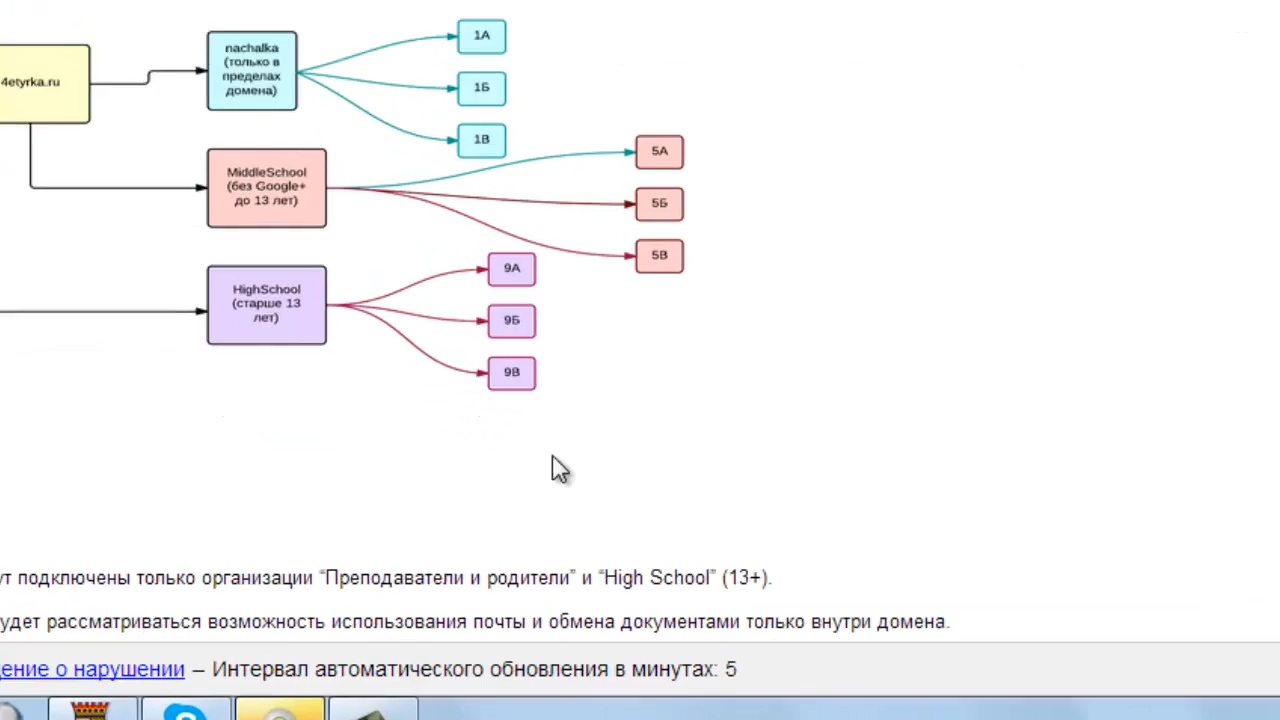 4etyrka.ru
nachalka
(только в
пределах
домена)
1А
1Б
1В
MiddleSchool
(без Google+
до 13 лет)
5А
5Б
5В
HighSchool
(старше 13
лет)
9А
9Б
9В
ут подключены только организации “Преподаватели и родители” и “High School” (13+).
удет рассматриваться возможность использования почты и обмена документами только внутри домена.
ение о нарушении – Интервал автоматического обновления в минутах: 5